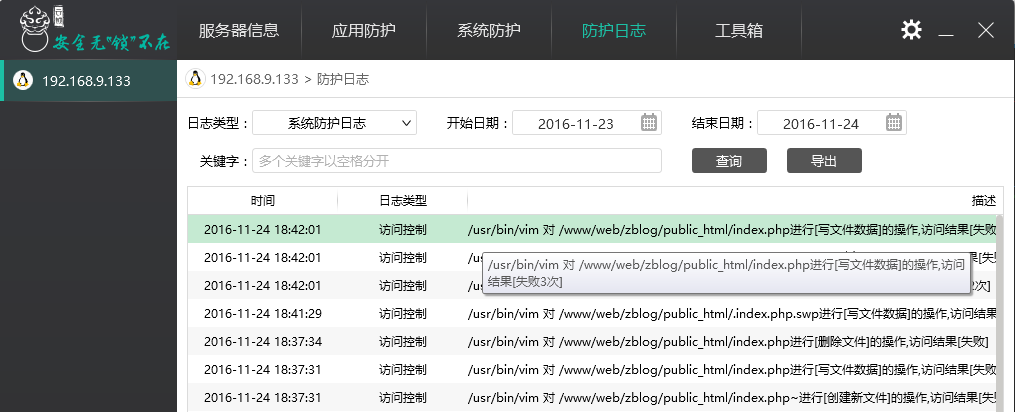 云锁
安全无"锁"不在
服务器信息 应用防护 系统防护 防护日志 工具箱
192.168.9.133
192.168.9.133 > 防护日志
日志类型： 系统防护日志 开始日期： 2016-11-23 结束日期： 2016-11-24
关键字： 多个关键字以空格分开 查询 导出
时间 日志类型 描述
2016-11-24 18:42:01 访问控制 /usr/bin/vim 对 /www/web/zblog/public_html/index.php进行[写文件数据]的操作,访问结果[失败
2016-11-24 18:42:01 访问控制
/usr/bin/vim 对 /www/web/zblog/public_html/index.php进行[写文件数据]的操作,访问
结果[失败3次]
2016-11-24 18:42:01 访问控制 次]
2016-11-24 18:41:29 访问控制 /usr/bin/vim 对 /www/web/zblog/public_html/.index.php.swp进行[写文件数据]的操作,访问结果
2016-11-24 18:37:34 访问控制 /usr/bin/vim 对 /www/web/zblog/public_html/index.php进行[删除文件]的操作,访问结果[失败]
2016-11-24 18:37:31 访问控制 /usr/bin/vim 对 /www/web/zblog/public_html/index.php进行[写文件数据]的操作,访问结果[失败
2016-11-24 18:37:31 访问控制 /usr/bin/vim 对 /www/web/zblog/public_html/index.php~进行[创建新文件]的操作,访问结果[失